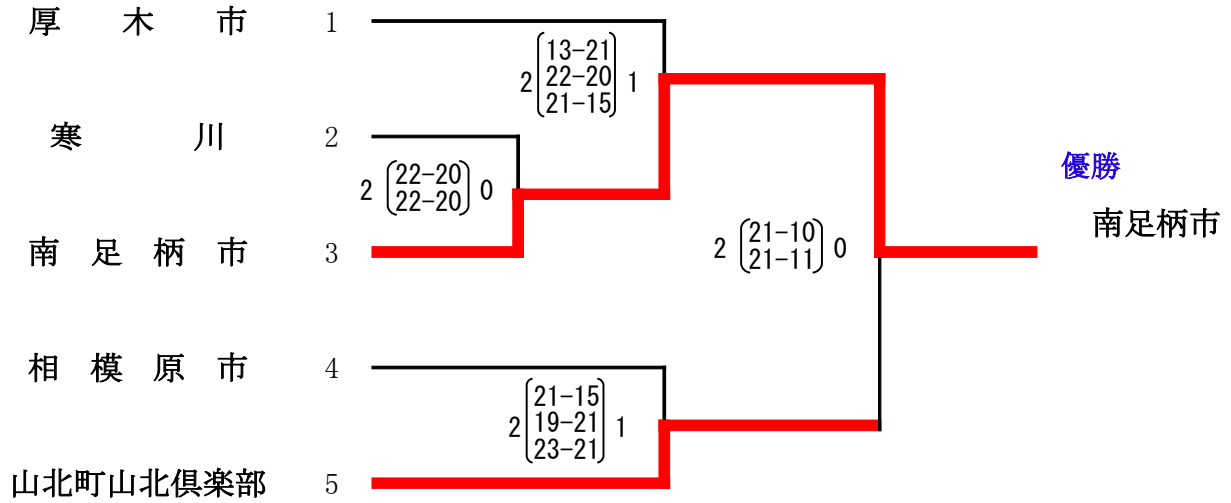 厚木市 1
13-21
2 22-20 1
21-15
寒川 2
22-20
2 0
22-20
優勝
南足柄市
南足柄市 3
21-10
2 0
21-11
相模原市 4
21-15
2 19-21 1
23-21
山北町山北倶楽部 5